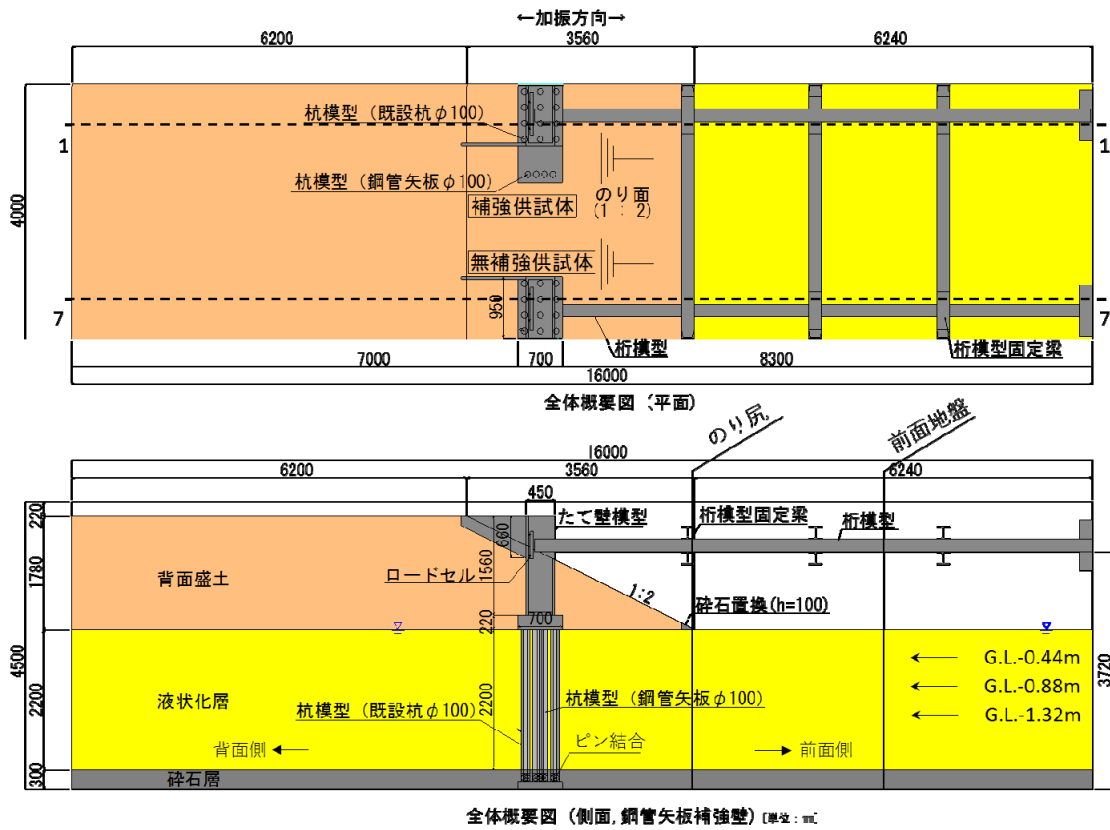 ←加振方向→
6200
3560
6240
杭模型（既設杭φ100）
1
1
杭模型（鋼管矢板φ100）
のり面
(1：2)
補強供試体
4000
無補強供試体
950
7
7
桁模型
桁模型固定梁
7000
700
8300
16000
全体概要図（平面）
のり尻
前面地盤
16000
6200
3560
6240
450
220
たて壁模型
桁模型固定梁
桁模型
660
1560
ロードセル
1780
背面盛土
1:2
砕石置換(h=100)
220
700
4500
3720
G.L.-0.44m
G.L.-0.88m
G.L.-1.32m
2200
液状化層
2200
杭模型（鋼管矢板φ100）
杭模型（既設杭φ100）
背面側
ピン結合
前面側
300
砕石層
全体概要図（側面,鋼管矢板補強壁）[単位：mm]